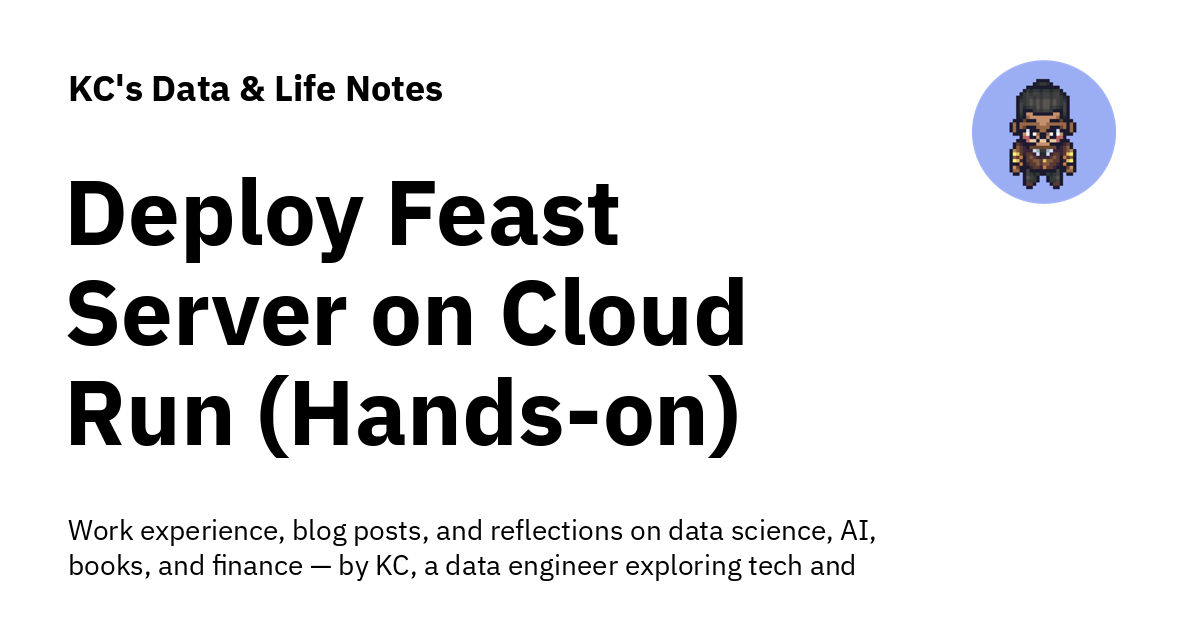 KC's Data & Life Notes
Deploy Feast
Server on Cloud
Run (Hands-on)
Work experience, blog posts, and reflections on data science, AI,
books, and finance — by KC, a data engineer exploring tech and